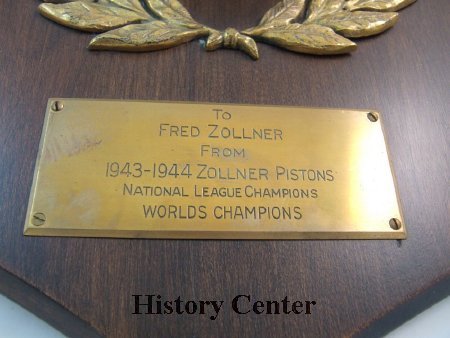 To
Fred Zollner
From
1943-1944 Zollner Pistons
National League Champions
WORLDS CHAMPIONS
History Center